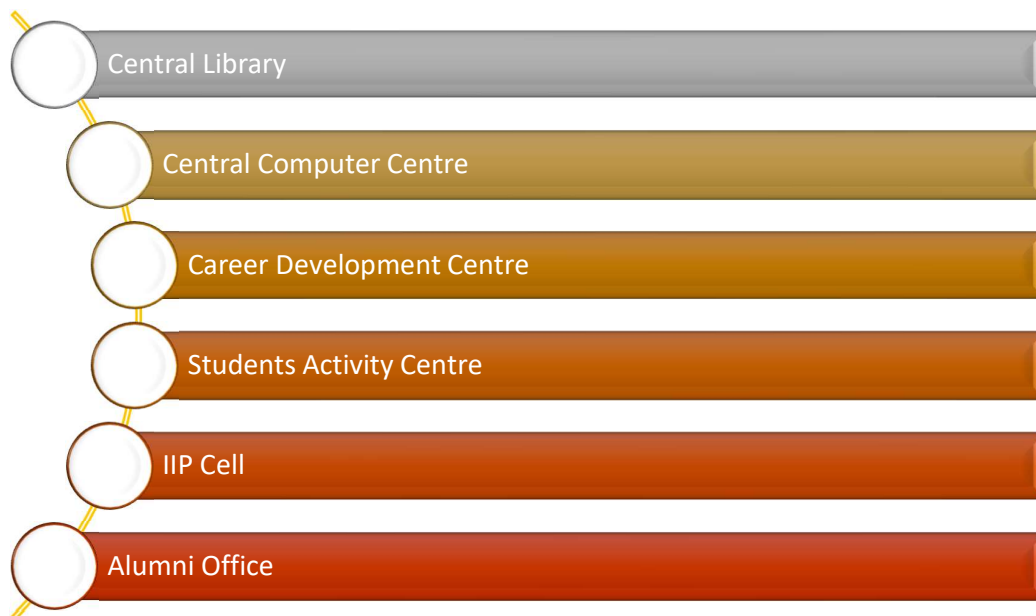 Central Library
Central Computer Centre
Career Development Centre
Students Activity Centre
IIP Cell
Alumni Office